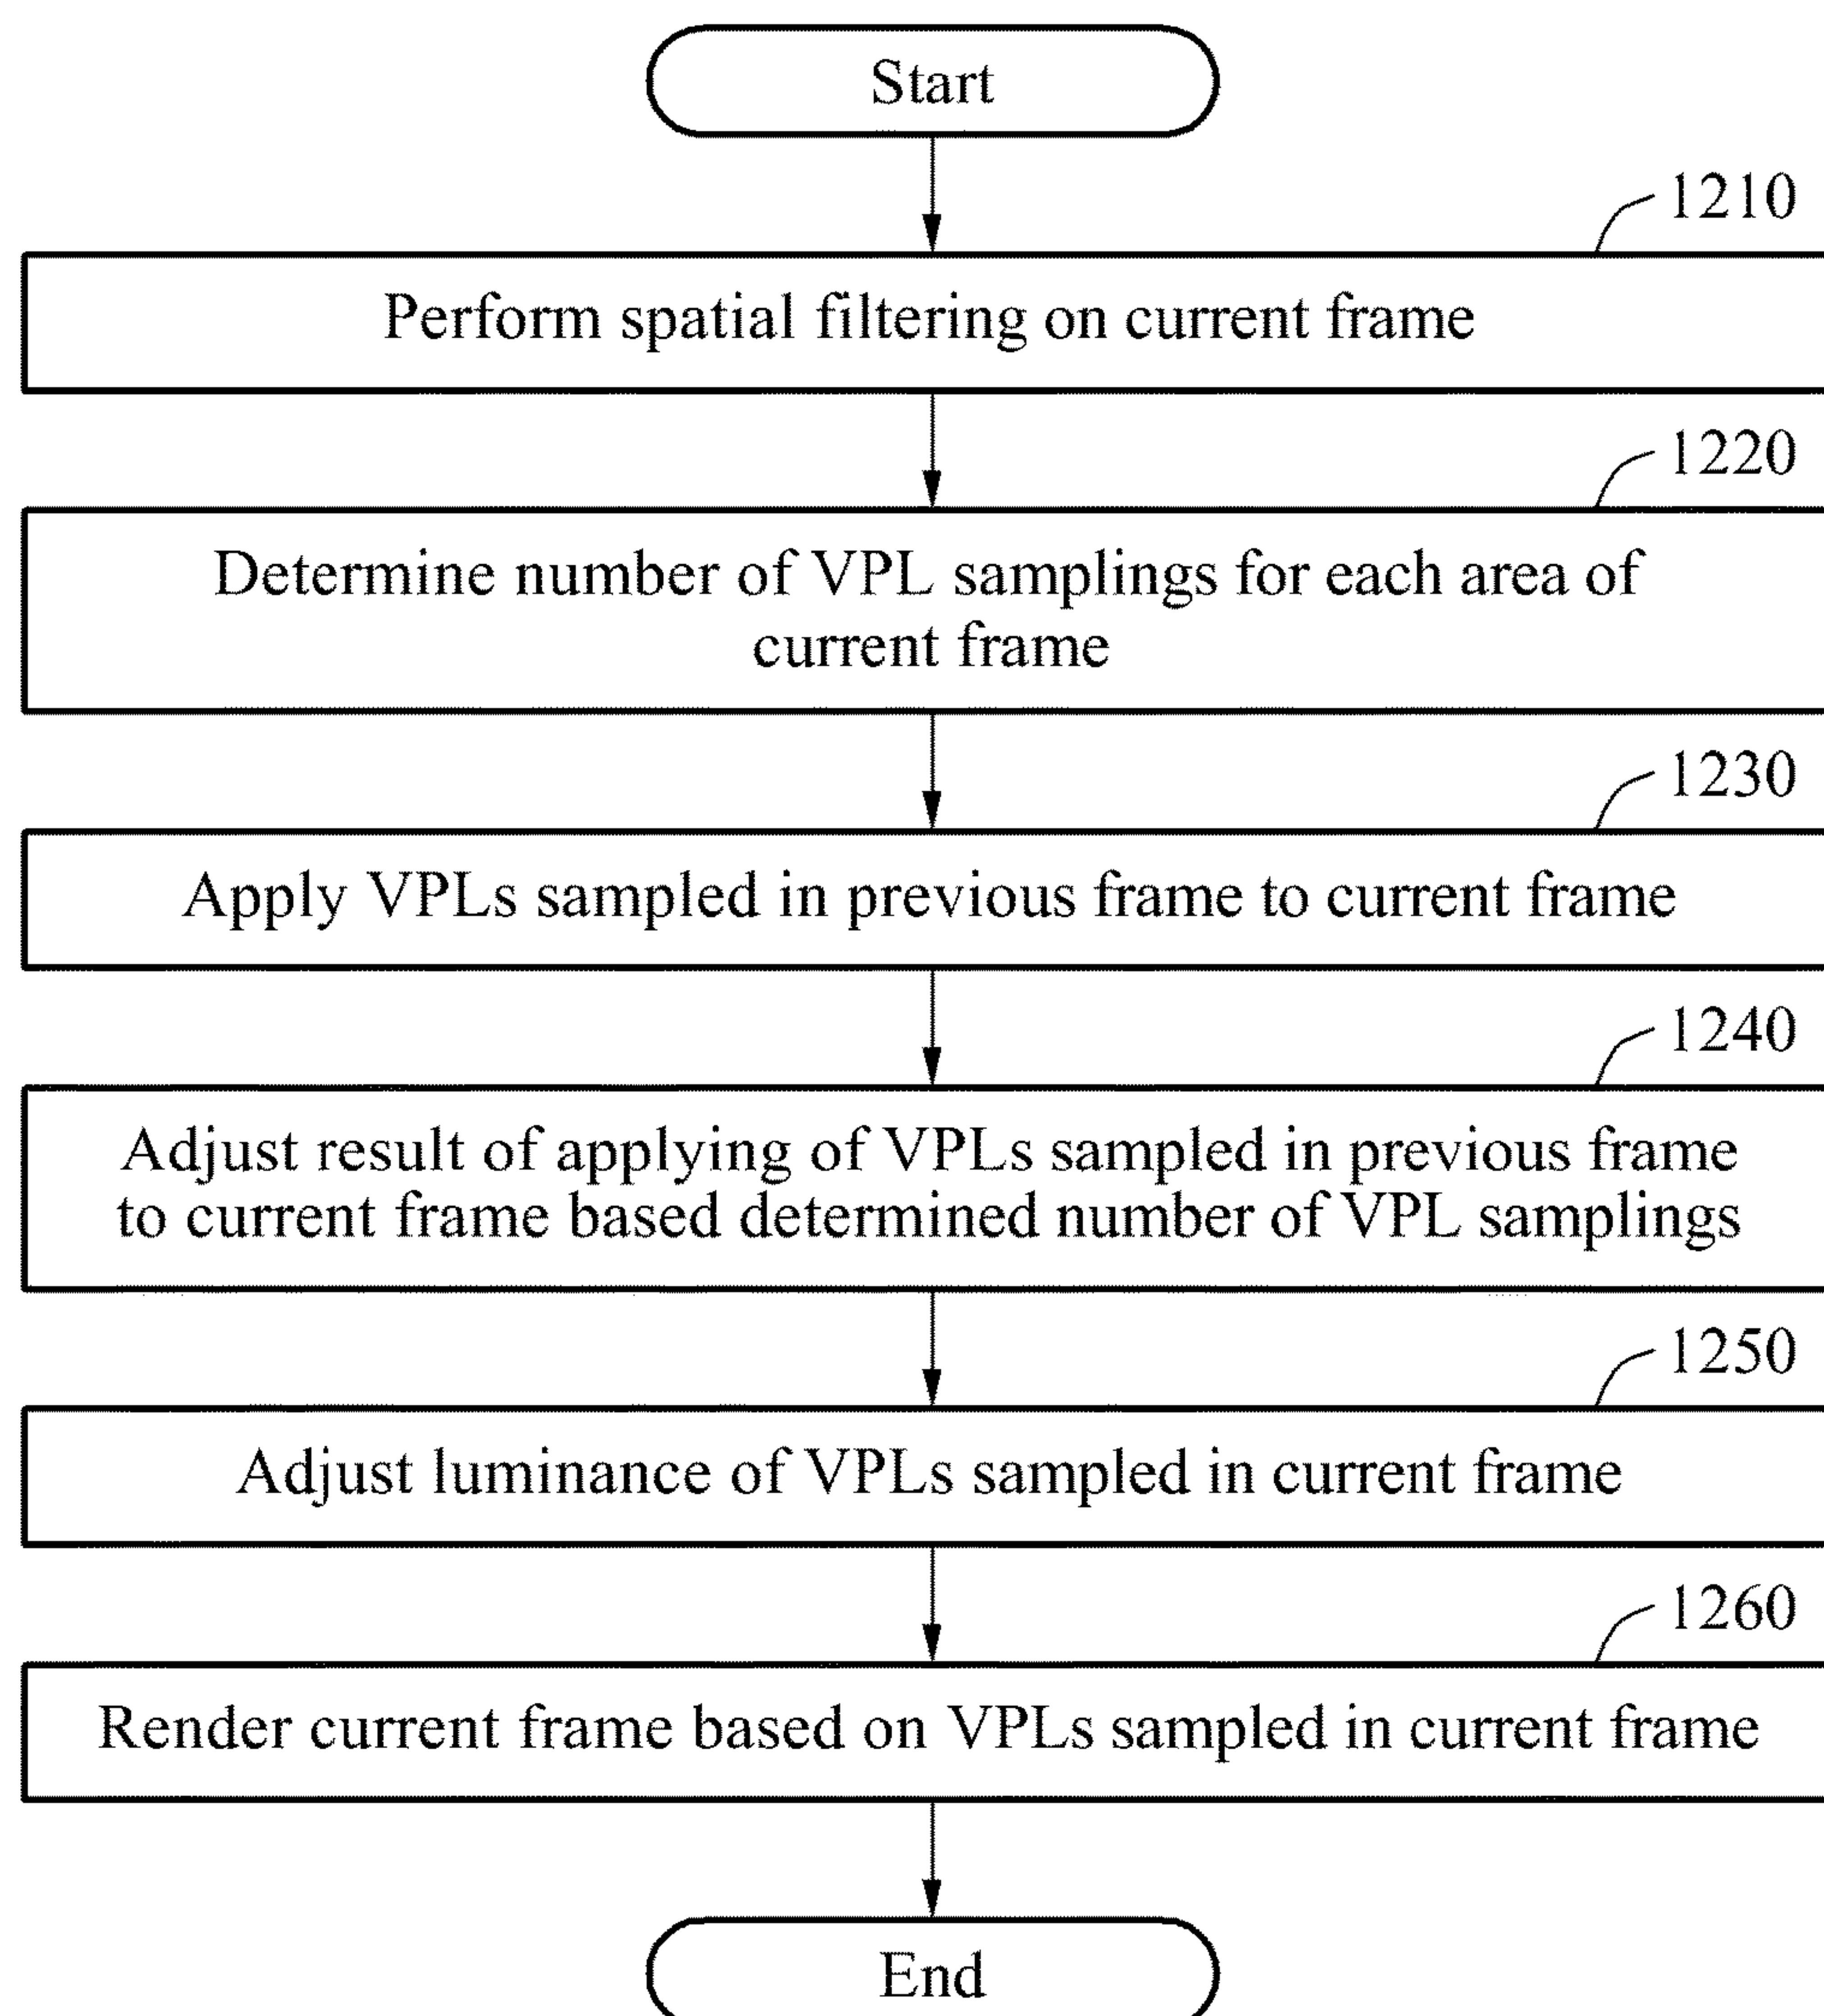 Start
1210
Perform spatial filtering on current frame
1220
Determine number of VPL samplings for each area of
current frame
1230
Apply VPLs sampled in previous frame to current frame
1240
Adjust result of applying of VPLs sampled in previous frame
to current frame based determined number of VPL samplings
1250
Adjust luminance of VPLs sampled in current frame
1260
Render current frame based on VPLs sampled in current frame
End